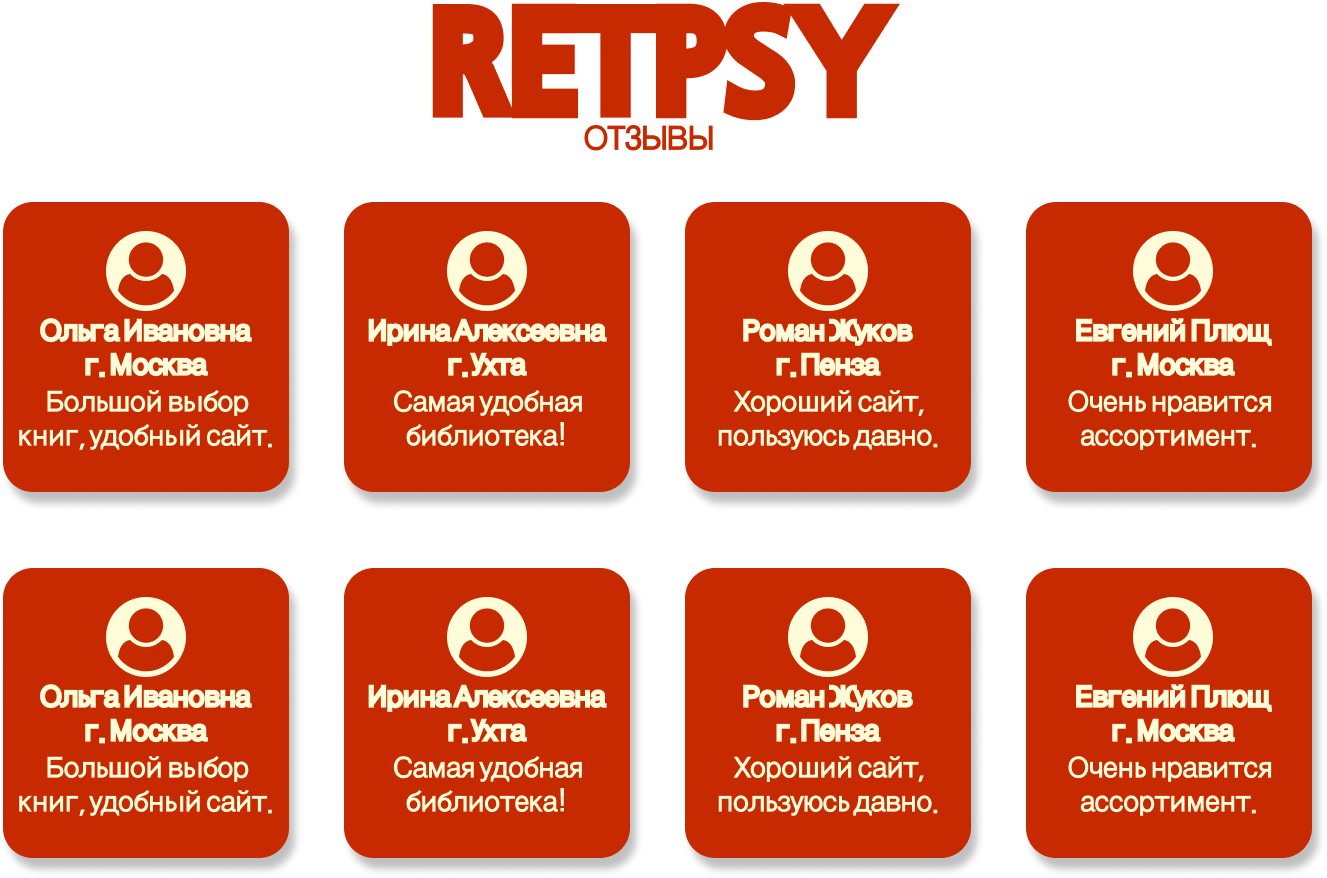 RETPSY
ОТЗЫВЫ
Ольга Ивановна
г. Москва
Большой выбор
книг, удобный сайт.
Ирина Алексеевна
г. Ухта
Самая удобная
библиотека!
Роман Жуков
г. Пенза
Хороший сайт,
пользуюсь давно.
Евгений Плющ
г. Москва
Очень нравится
ассортимент.
Ольга Ивановна
г. Москва
Большой выбор
книг, удобный сайт.
Ирина Алексеевна
г. Ухта
Самая удобная
библиотека!
Роман Жуков
г. Пенза
Хороший сайт,
пользуюсь давно.
Евгений Плющ
г. Москва
Очень нравится
ассортимент.